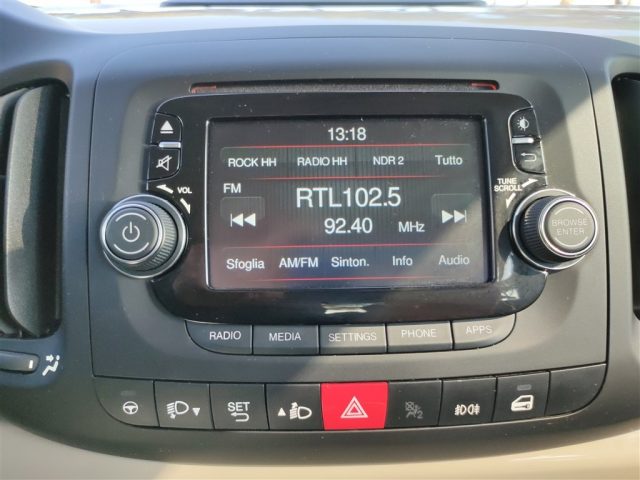 13:18
ROCK HH RADIO HH NDR 2 Tutto
FM
RTL102.5
92.40 MHz
Sfoglia AM/FM Sinton. Info Audio
VOL
TUNE
SCROLL
BROWSE
ENTER
RADIO MEDIA SETTINGS PHONE APPS
SET